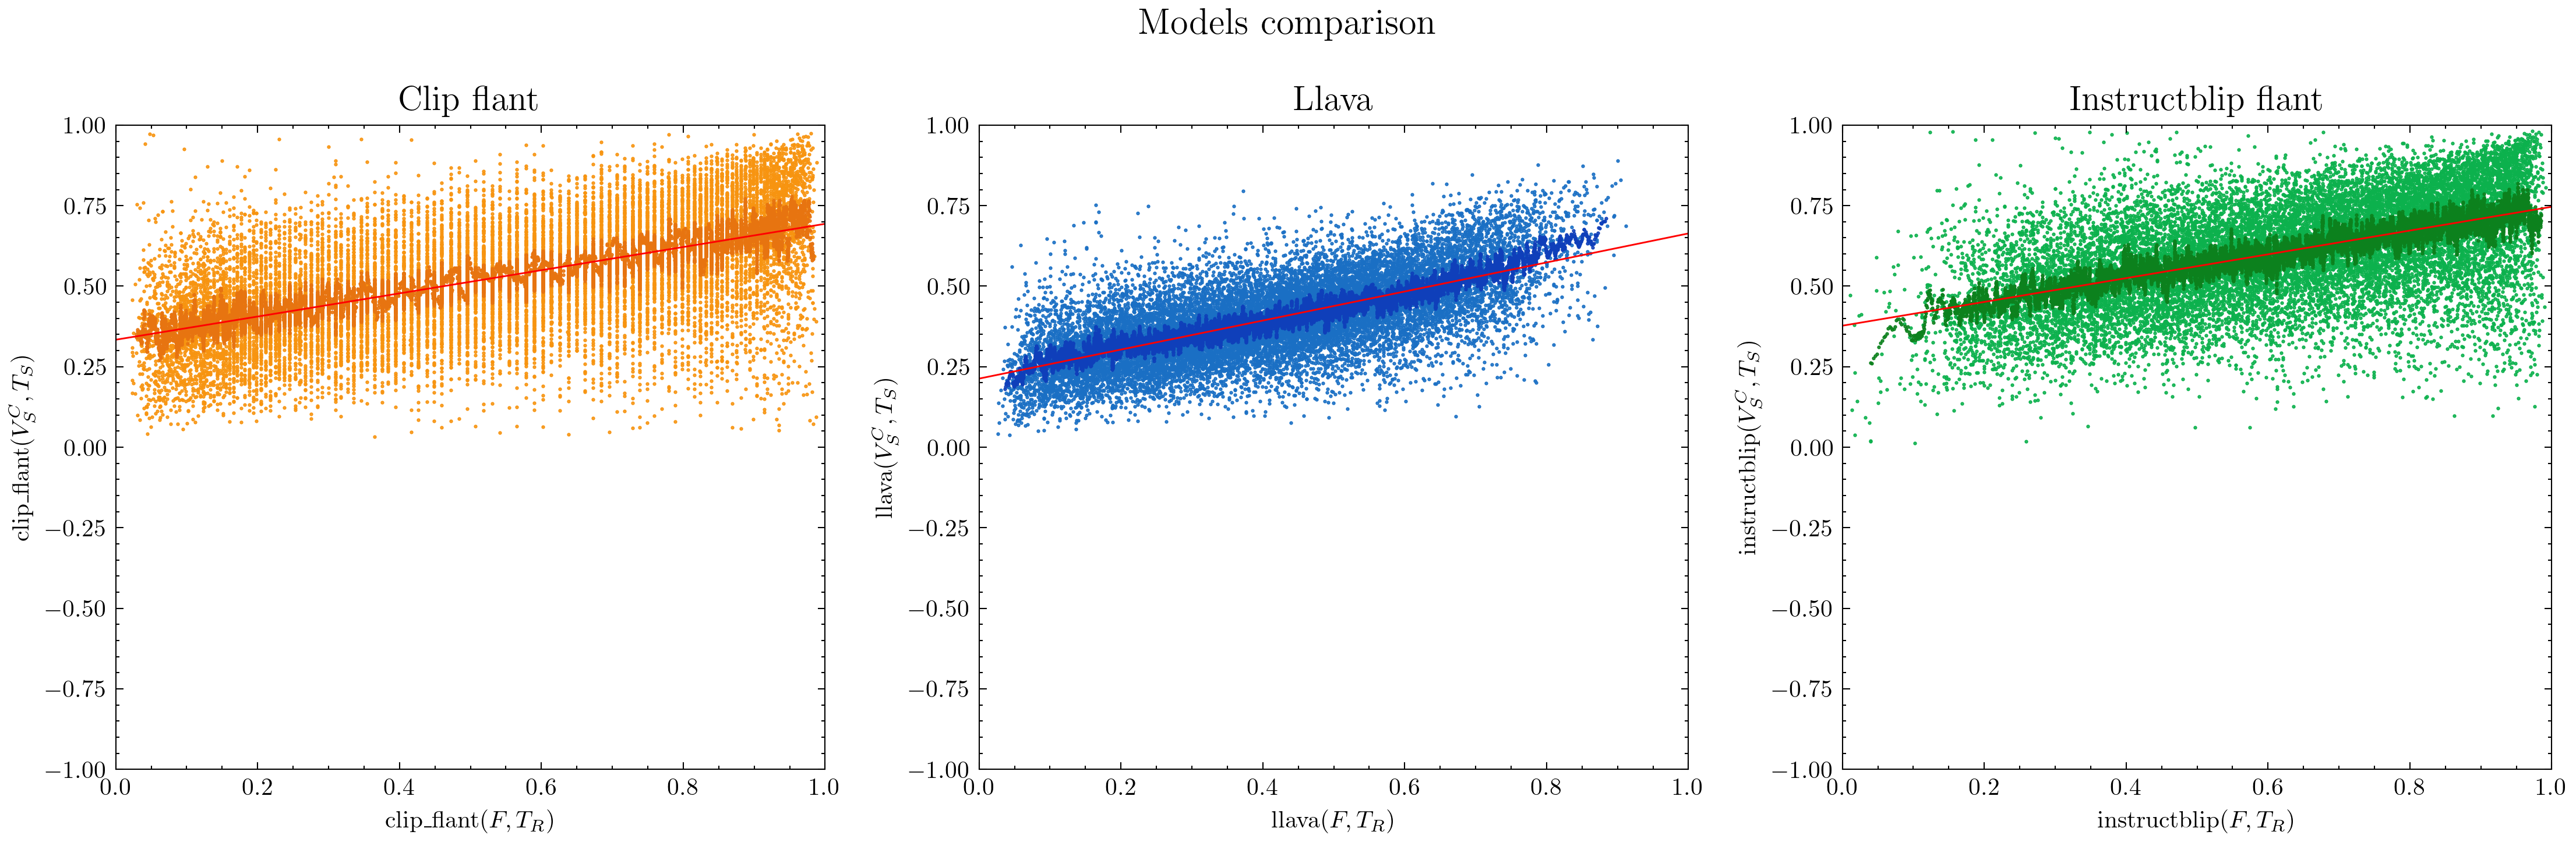 Models comparison
Clip flant
1.00
0.75
0.50
0.25
0.00
−0.25
−0.50
−0.75
−1.00
0.0 0.2 0.4 0.6 0.8 1.0
clip_flant(F, T_R)
clip_flant(V_S^C, T_S)
Llava
1.00
0.75
0.50
0.25
0.00
−0.25
−0.50
−0.75
−1.00
0.0 0.2 0.4 0.6 0.8 1.0
llava(F, T_R)
llava(V_S^C, T_S)
Instructblip flant
1.00
0.75
0.50
0.25
0.00
−0.25
−0.50
−0.75
−1.00
0.0 0.2 0.4 0.6 0.8 1.0
instructblip(F, T_R)
instructblip(V_S^C, T_S)